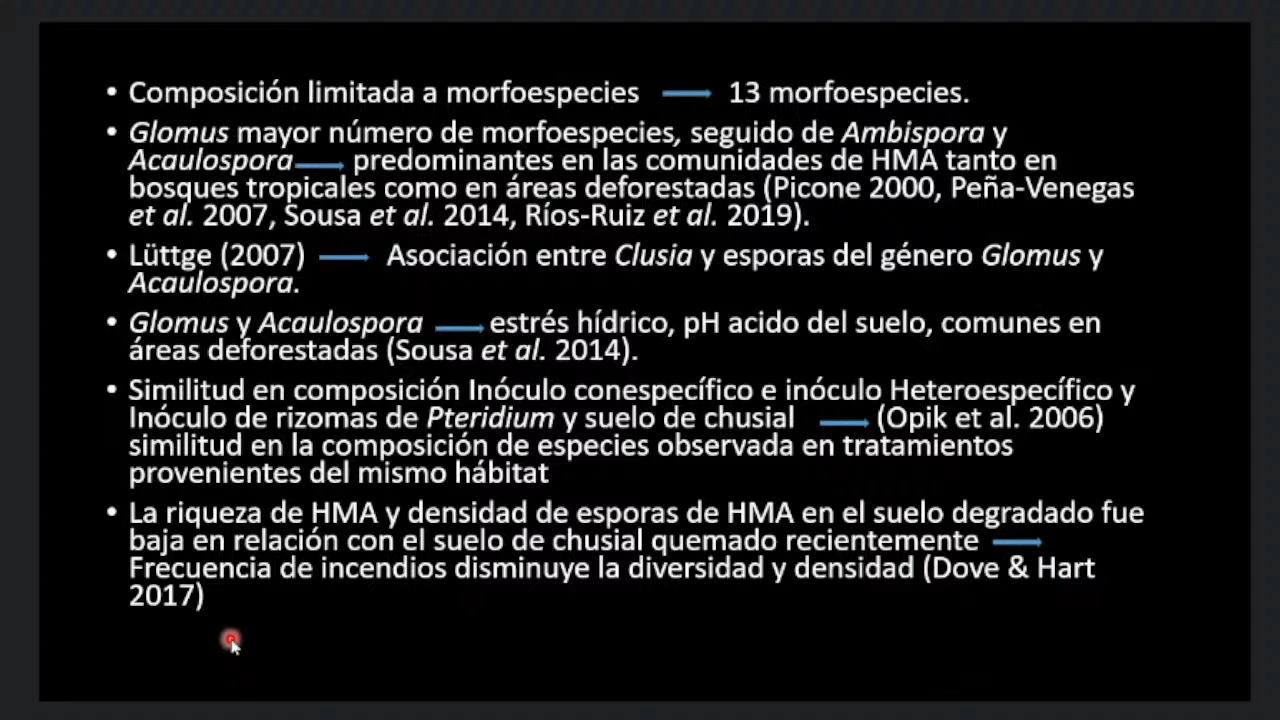 • Composición limitada a morfoespecies → 13 morfoespecies.
• Glomus mayor número de morfoespecies, seguido de Ambispora y
Acaulospora → predominantes en las comunidades de HMA tanto en
bosques tropicales como en áreas deforestadas (Picone 2000, Peña-Venegas
et al. 2007, Sousa et al. 2014, Ríos-Ruiz et al. 2019).
• Lüttge (2007) → Asociación entre Clusia y esporas del género Glomus y
Acaulospora.
• Glomus y Acaulospora → estrés hídrico, pH acido del suelo, comunes en
áreas deforestadas (Sousa et al. 2014).
• Similitud en composición Inóculo conespecífico e inóculo Heteroespecífico y
Inóculo de rizomas de Pteridium y suelo de chusial → (Opik et al. 2006)
similitud en la composición de especies observada en tratamientos
provenientes del mismo hábitat
• La riqueza de HMA y densidad de esporas de HMA en el suelo degradado fue
baja en relación con el suelo de chusial quemado recientemente →
Frecuencia de incendios disminuye la diversidad y densidad (Dove & Hart
2017)